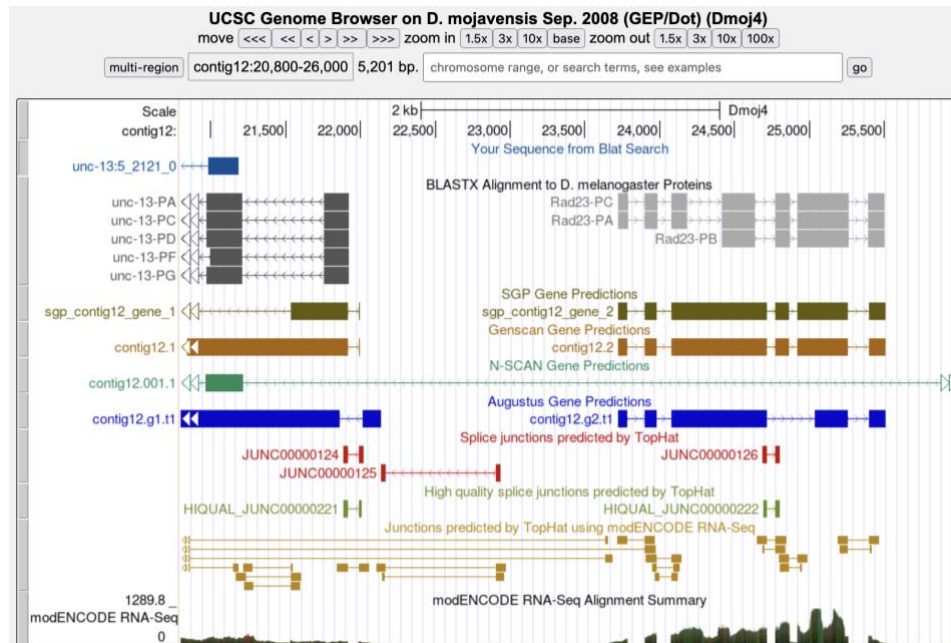 UCSC Genome Browser on D. mojavensis Sep. 2008 (GEP/Dot) (Dmoj4)
move <<< << < > >> >>> zoom in 1.5x 3x 10x base zoom out 1.5x 3x 10x 100x
multi-region contig12:20,800-26,000 5,201 bp. chromosome range, or search terms, see examples go
Scale 2 kb Dmoj4
contig12: 21,500 22,000 22,500 23,000 23,500 24,000 24,500 25,000 25,500
Your Sequence from Blat Search
unc-13:5_2121_0
BLASTX Alignment to D. melanogaster Proteins
unc-13-PA Rad23-PC
unc-13-PC Rad23-PA
unc-13-PD Rad23-PB
unc-13-PF
unc-13-PG
SGP Gene Predictions
sgp_contig12_gene_1 sgp_contig12_gene_2
Genscan Gene Predictions
contig12.1 contig12.2
N-SCAN Gene Predictions
contig12.001.1
Augustus Gene Predictions
contig12.g1.t1 contig12.g2.t1
Splice junctions predicted by TopHat
JUNC00000124 JUNC00000126
JUNC00000125
High quality splice junctions predicted by TopHat
HIQUAL_JUNC00000221 HIQUAL_JUNC00000222
Junctions predicted by TopHat using modENCODE RNA-Seq
modENCODE RNA-Seq Alignment Summary
1289.8 _
modENCODE RNA-Seq
0